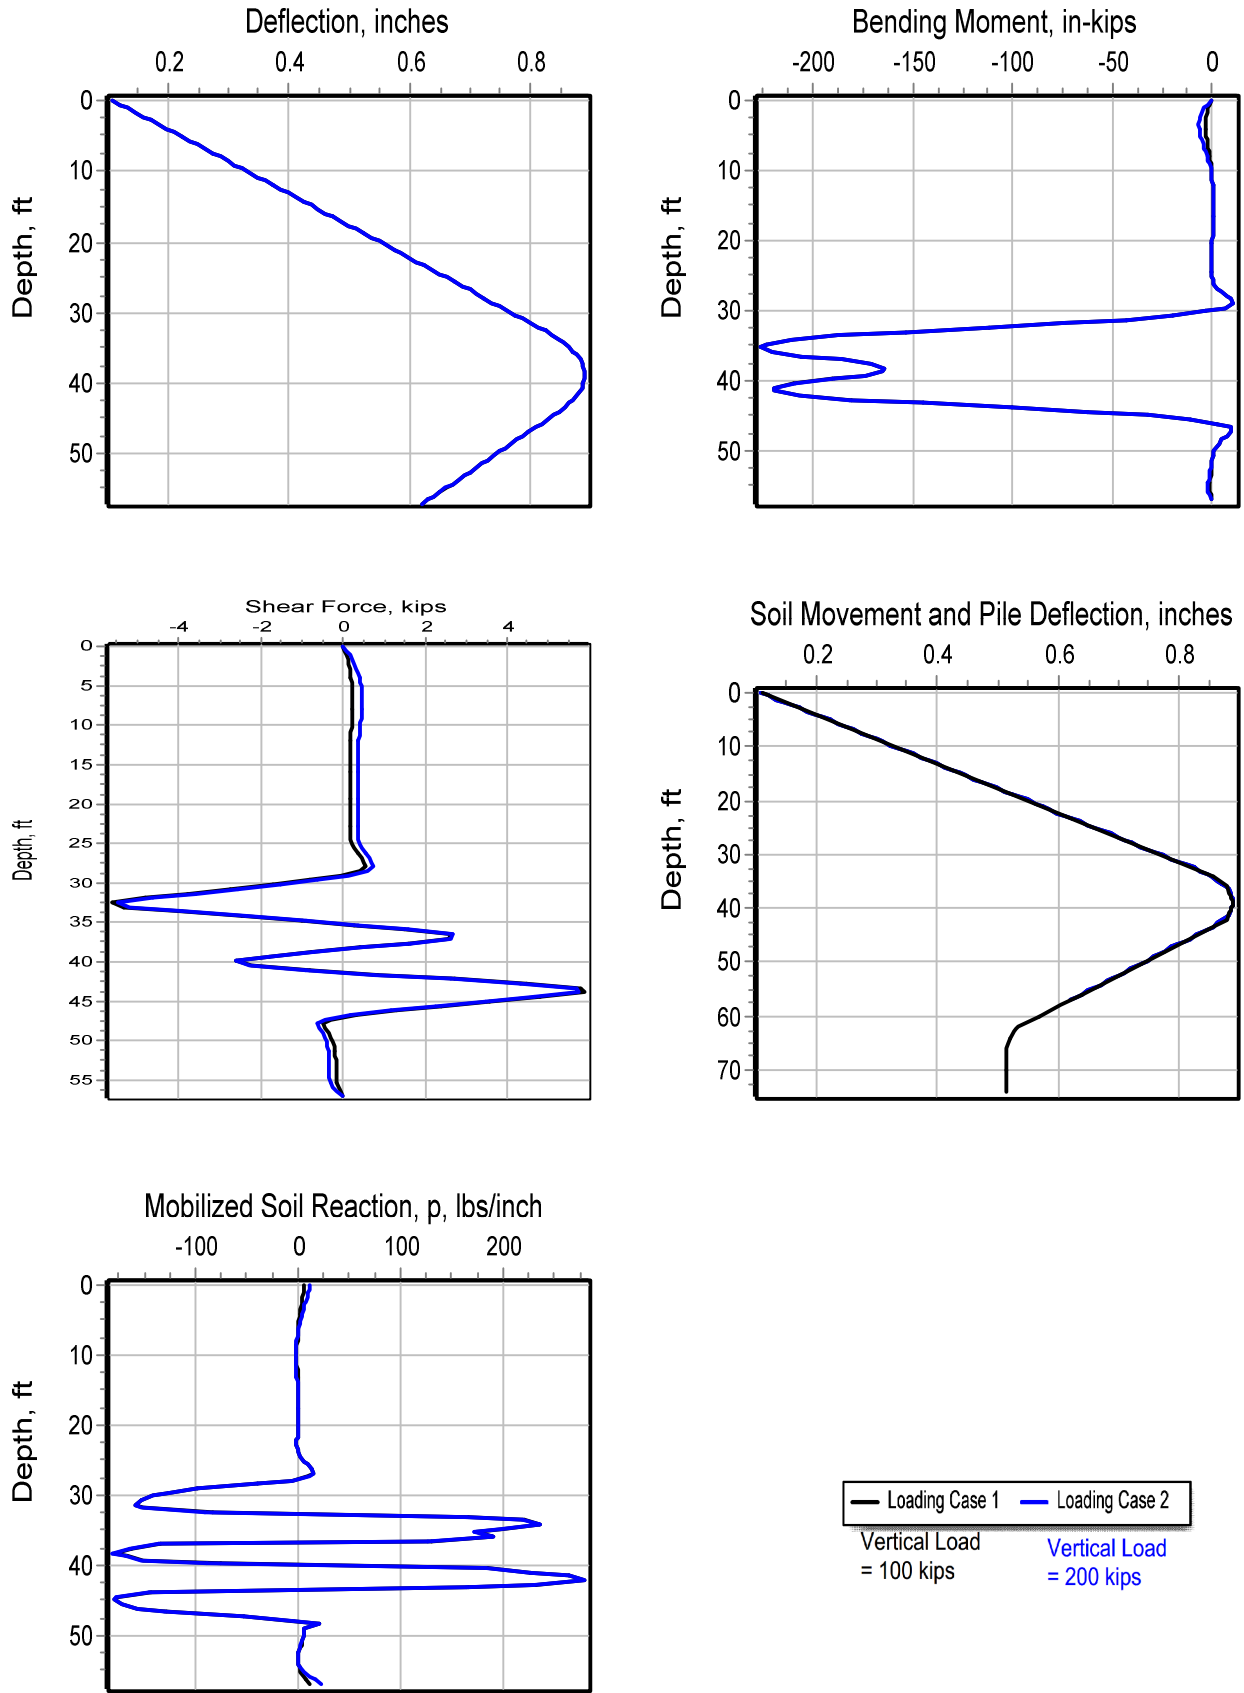 Deflection, inches
0.2 0.4 0.6 0.8
0
10
20
30
40
50
Depth, ft
Bending Moment, in-kips
-200 -150 -100 -50 0
0
10
20
30
40
50
Depth, ft
Shear Force, kips
-4 -2 0 2 4
0
5
10
15
20
25
30
35
40
45
50
55
Depth, ft
Soil Movement and Pile Deflection, inches
0.2 0.4 0.6 0.8
0
10
20
30
40
50
60
70
Depth, ft
Mobilized Soil Reaction, p, lbs/inch
-100 0 100 200
0
10
20
30
40
50
Depth, ft
Loading Case 1 Loading Case 2
Vertical Load
= 100 kips
Vertical Load
= 200 kips